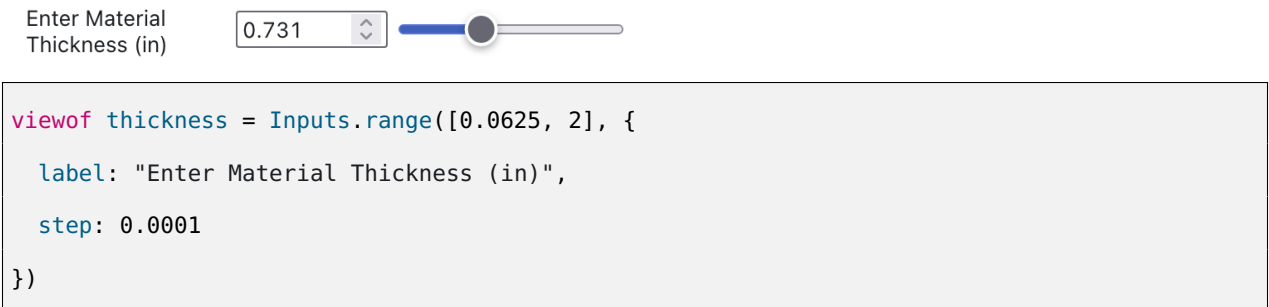 Enter Material
Thickness (in)
0.731
viewof thickness = Inputs.range([0.0625, 2], {
  label: "Enter Material Thickness (in)",
  step: 0.0001
})